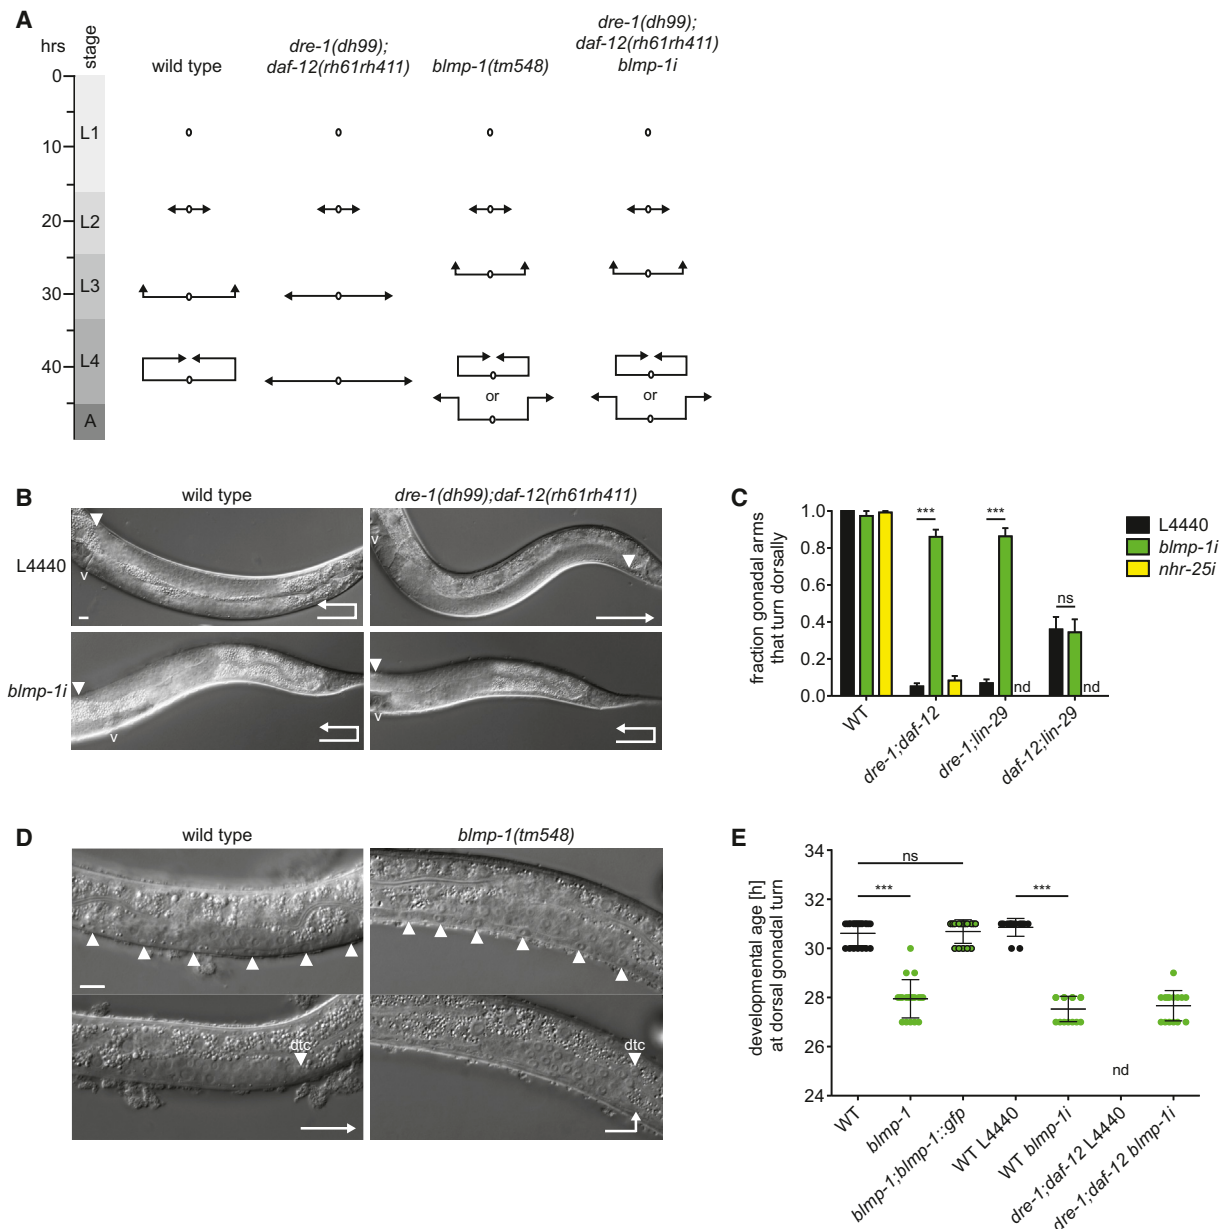 A
hrs
stage
wild type
dre-1(dh99);
daf-12(rh61rh411)
blmp-1(tm548)
dre-1(dh99);
daf-12(rh61rh411)
blmp-1i
0
10
20
30
40
L1
L2
L3
L4
A
or
or
B
wild type
dre-1(dh99);daf-12(rh61rh411)
L4440
blmp-1i
v
v
v
v
C
fraction gonadal arms
that turn dorsally
1.0
0.8
0.6
0.4
0.2
0.0
***
***
ns
nd
nd
WT
dre-1;daf-12
dre-1;lin-29
daf-12;lin-29
L4440
blmp-1i
nhr-25i
D
wild type
blmp-1(tm548)
dtc
dtc
E
developmental age [h]
at dorsal gonadal turn
34
32
30
28
26
24
ns
***
***
nd
WT
blmp-1
blmp-1;blmp-1::gfp
WT L4440
WT blmp-1i
dre-1;daf-12 L4440
dre-1;daf-12 blmp-1i